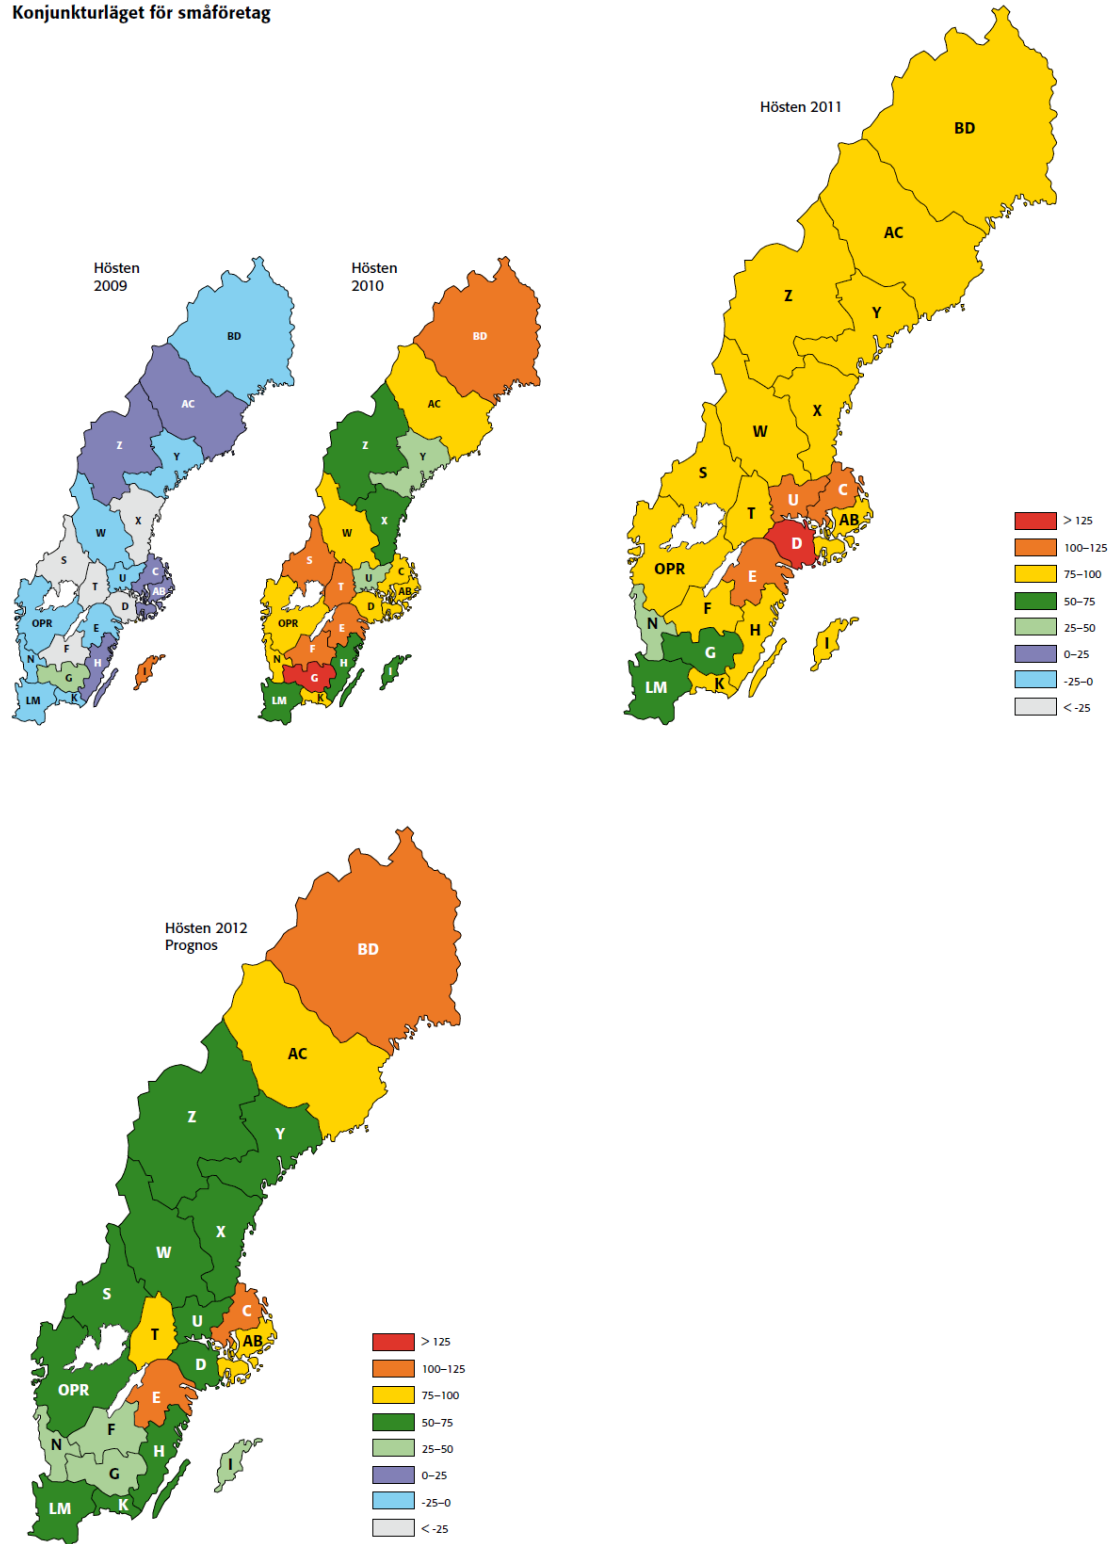 Konjunkturläget för småföretag
Hösten 2011
BD
AC
Z
Y
X
W
S
C
U
T
AB
D
OPR
E
F
N
H
I
G
K
LM
> 125
100–125
75–100
50–75
25–50
0–25
-25–0
< -25
Hösten
2009
BD
AC
Z
Y
X
W
S
C
U
T
AB
D
OPR
E
F
N
H
I
G
K
LM
Hösten
2010
BD
AC
Z
Y
X
W
S
C
U
T
AB
D
OPR
E
F
N
H
I
G
K
LM
Hösten 2012
Prognos
BD
AC
Z
Y
X
W
S
C
U
T
AB
D
OPR
E
F
N
H
I
G
K
LM
> 125
100–125
75–100
50–75
25–50
0–25
-25–0
< -25